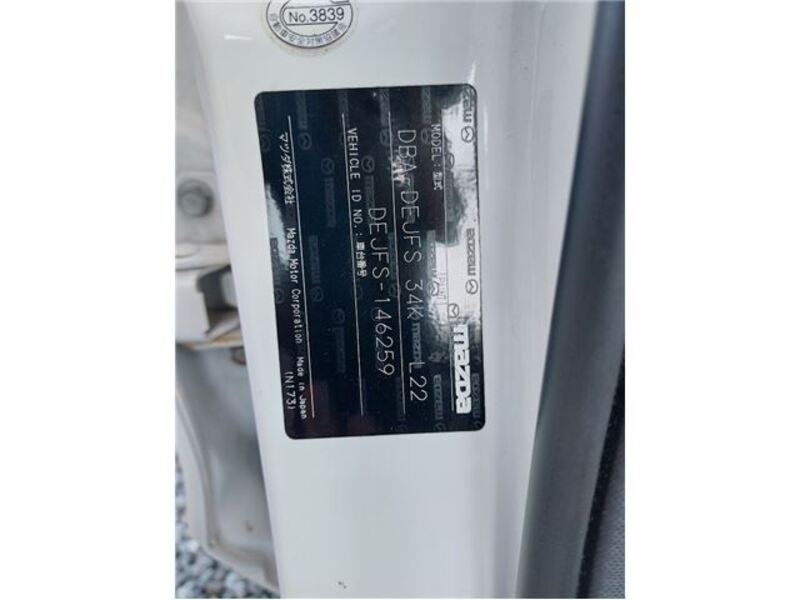 No.3839
mazda
MODEL:型式
DBA-DEJFS 34K L22
VEHICLE ID NO.:車台番号
DEJFS-146259
マツダ株式会社 Mazda Motor Corporation Made in Japan
(N173)